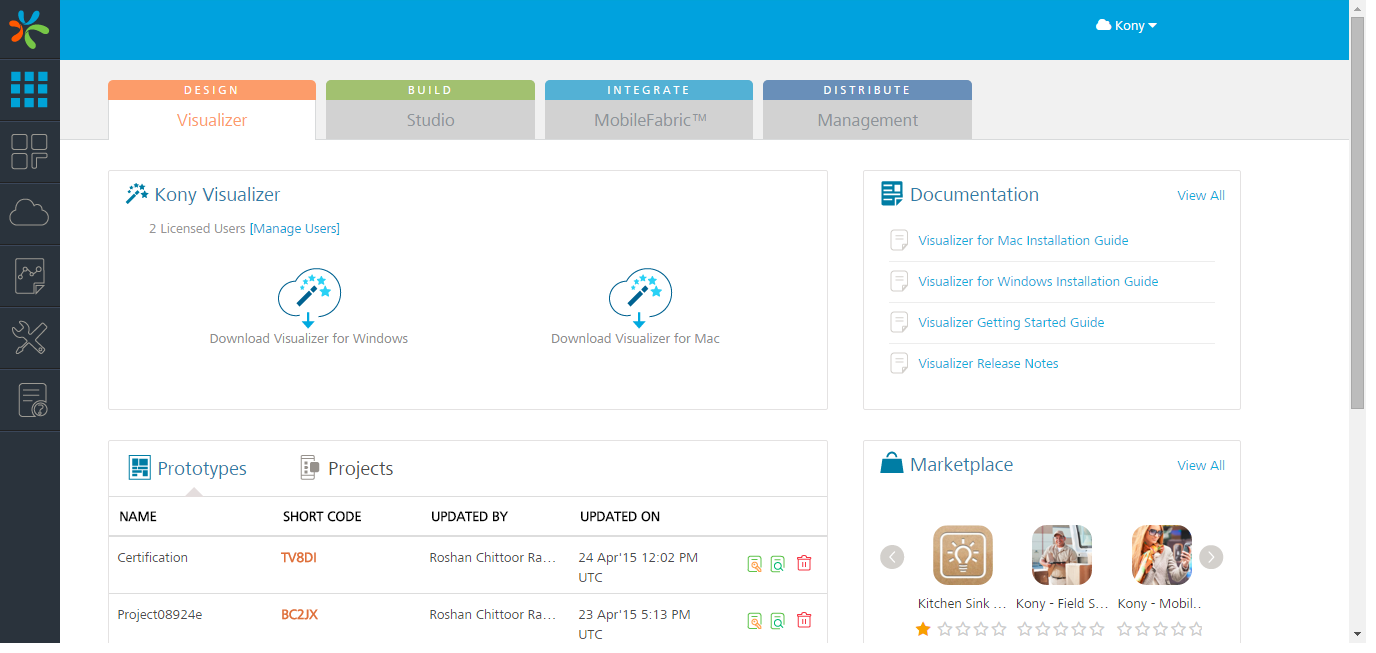 Kony
DESIGN
BUILD
INTEGRATE
DISTRIBUTE
Visualizer
Studio
MobileFabric™
Management
Kony Visualizer
2 Licensed Users [Manage Users]
Download Visualizer for Windows
Download Visualizer for Mac
Documentation
View All
Visualizer for Mac Installation Guide
Visualizer for Windows Installation Guide
Visualizer Getting Started Guide
Visualizer Release Notes
Prototypes
Projects
NAME
SHORT CODE
UPDATED BY
UPDATED ON
Certification
TV8DI
Roshan Chittoor Ra...
24 Apr'15 12:02 PM
UTC
Project08924e
BC2JX
Roshan Chittoor Ra...
23 Apr'15 5:13 PM
UTC
Marketplace
View All
Kitchen Sink ...
Kony - Field S...
Kony - Mobil...